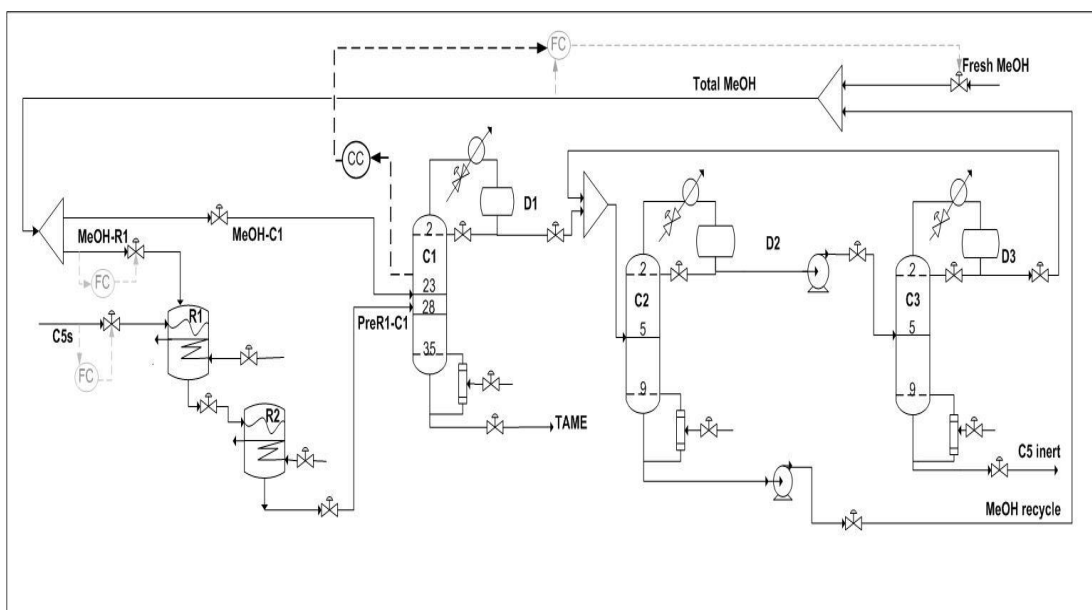 FC
Fresh MeOH
Total MeOH
CC
D1
2
MeOH-C1
C1
MeOH-R1
FC
23
28
PreR1-C1
R1
C5s
FC
35
R2
TAME
D2
2
C2
5
9
D3
2
C3
5
9
C5 inert
MeOH recycle